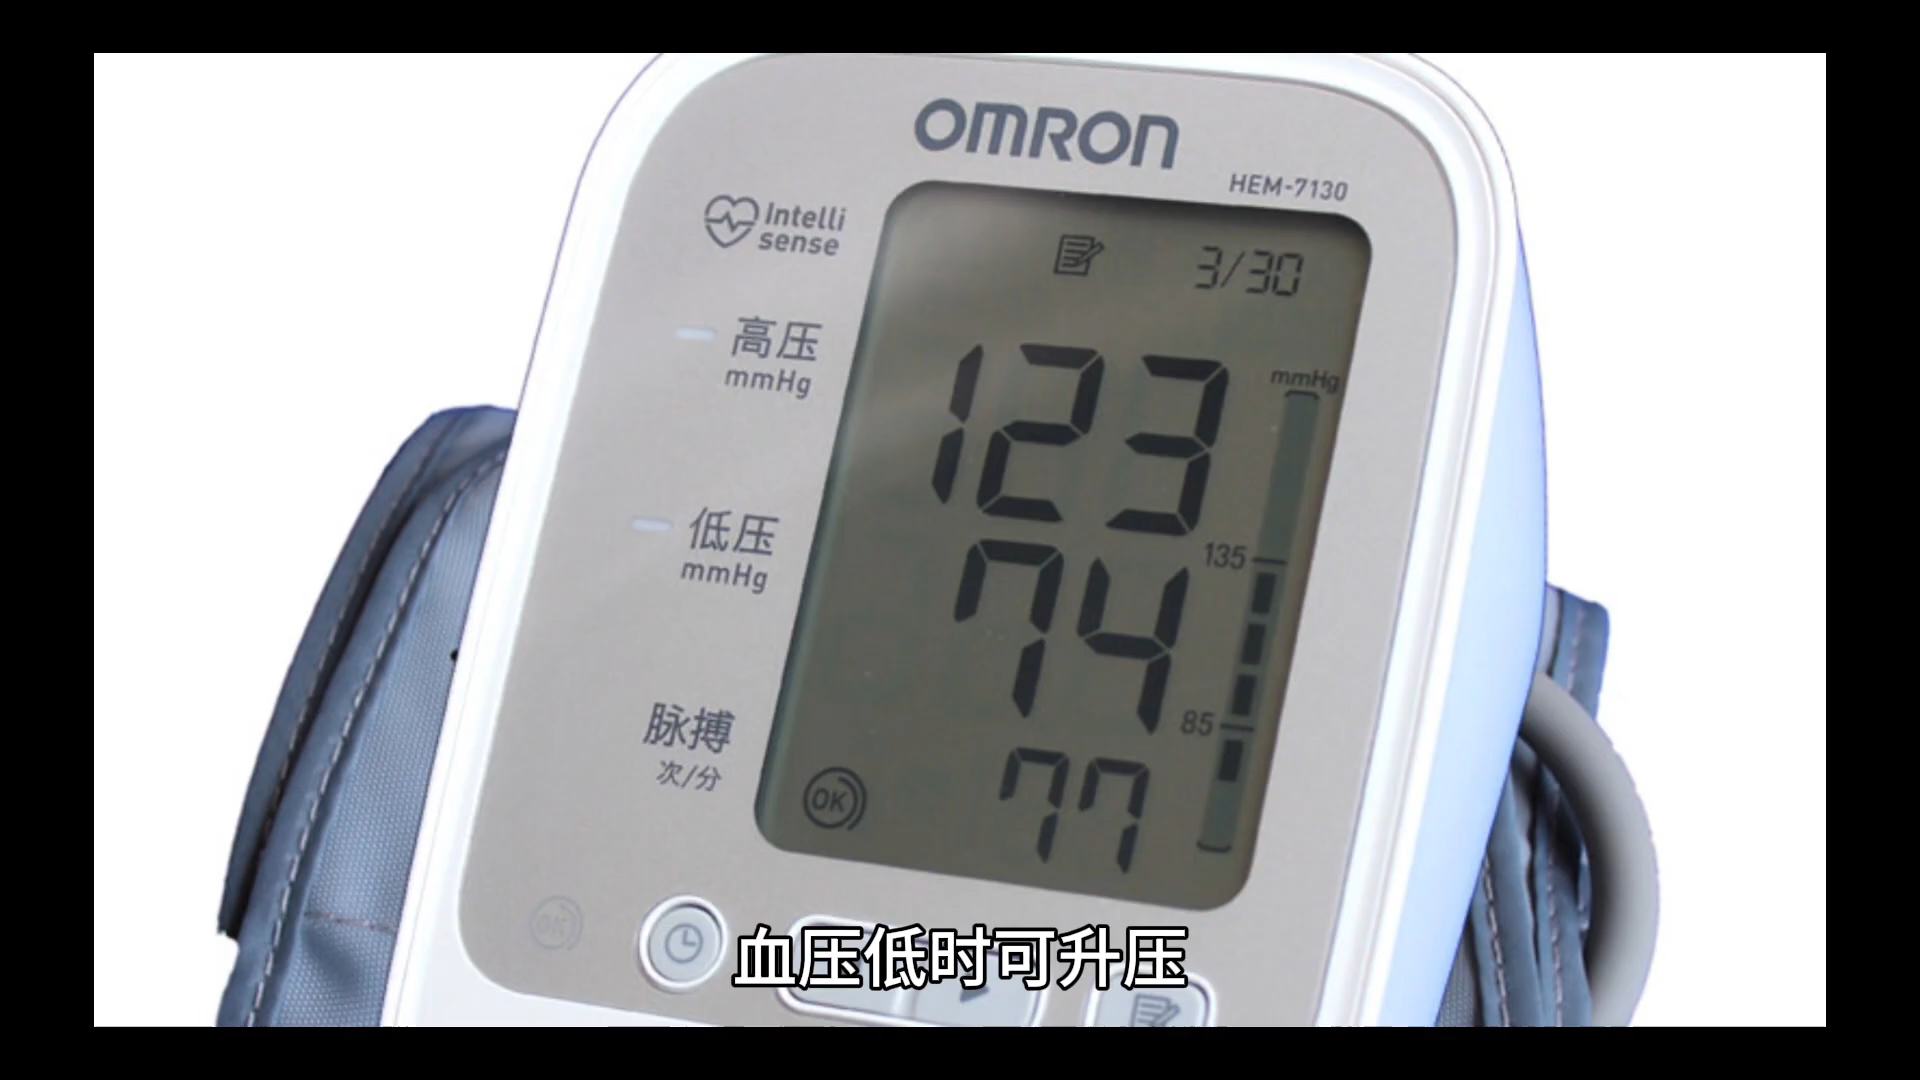 OMRON
HEM-7130
Intelli
sense
3/30
高压
mmHg
123
mmHg
135
低压
mmHg
74
85
脉搏
次/分
77
OK
OK
血压低时可升压